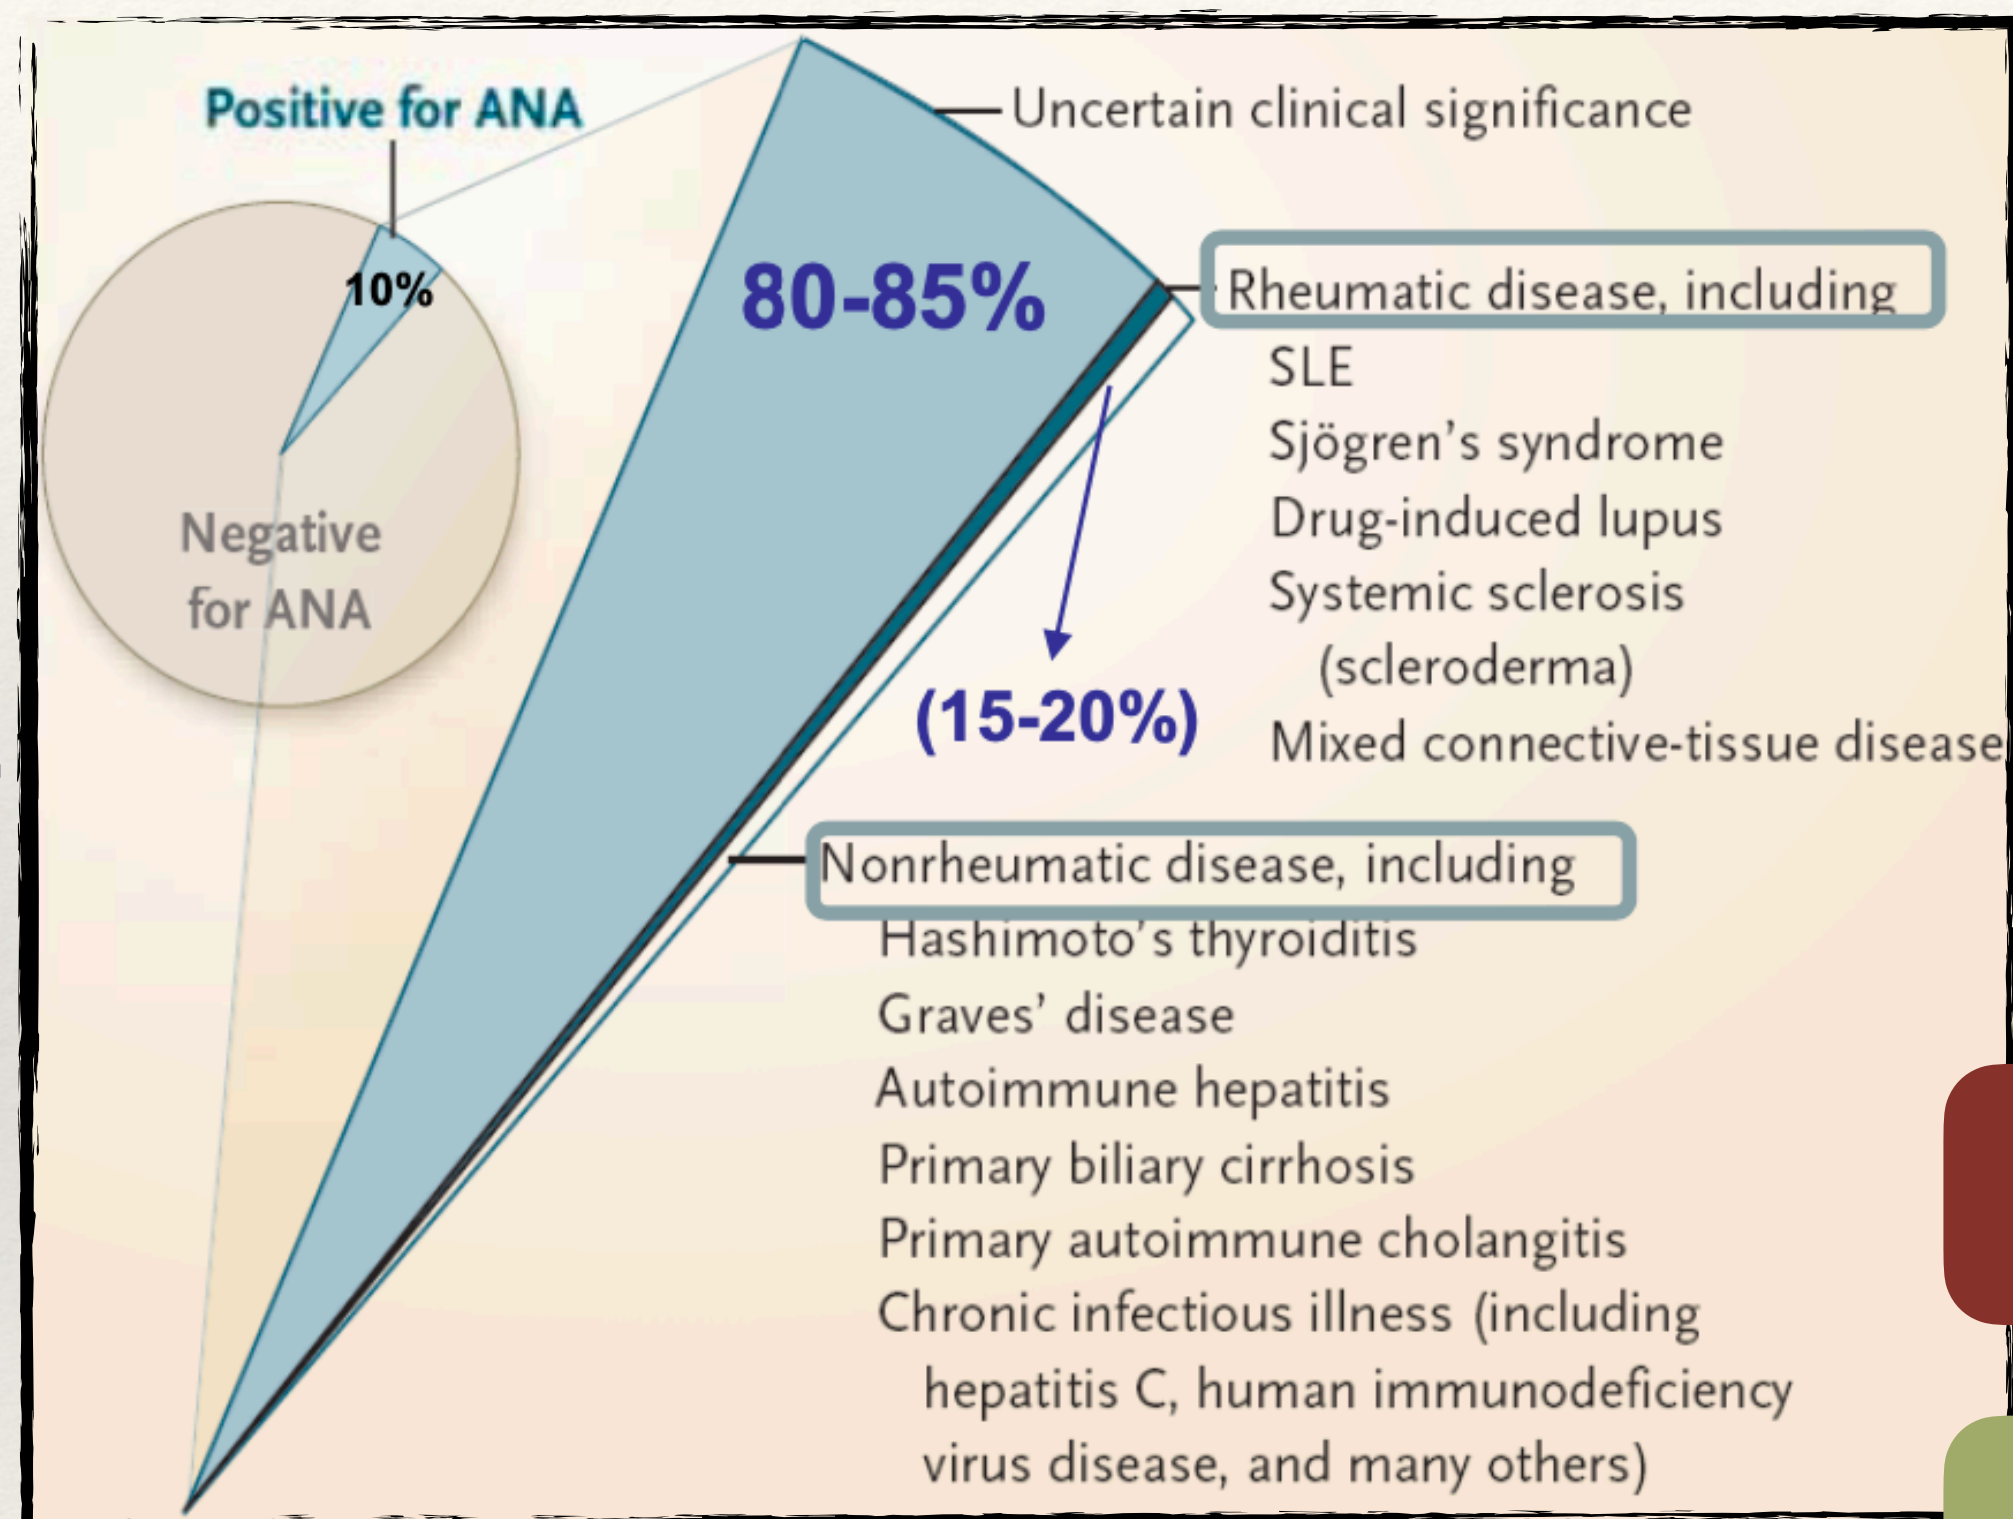 Positive for ANA
10%
Negative
for ANA
80-85%
Uncertain clinical significance
Rheumatic disease, including
SLE
Sjögren’s syndrome
Drug-induced lupus
Systemic sclerosis
(scleroderma)
Mixed connective-tissue disease
(15-20%)
Nonrheumatic disease, including
Hashimoto’s thyroiditis
Graves’ disease
Autoimmune hepatitis
Primary biliary cirrhosis
Primary autoimmune cholangitis
Chronic infectious illness (including
hepatitis C, human immunodeficiency
virus disease, and many others)